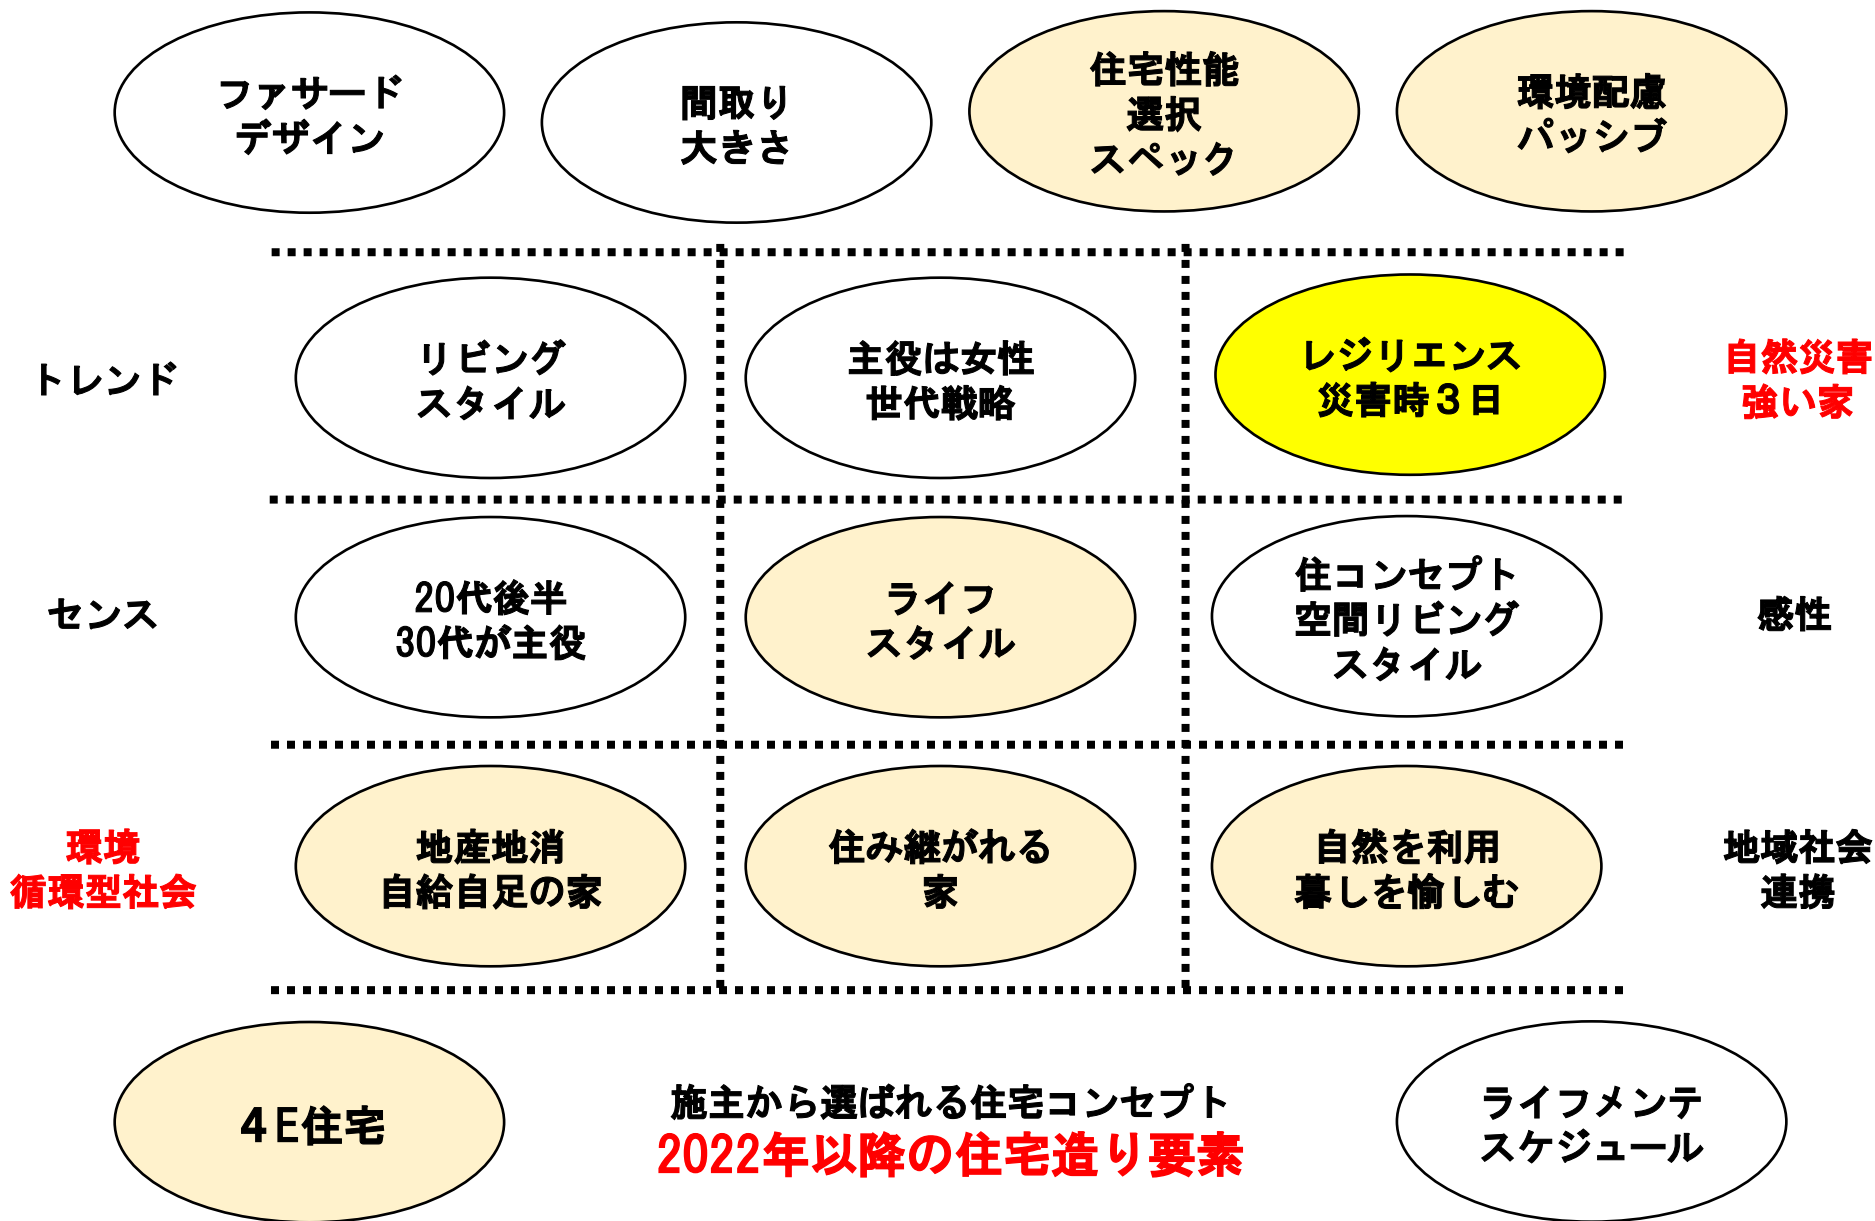 ファサード
デザイン
間取り
大きさ
住宅性能
選択
スペック
環境配慮
パッシブ
トレンド
リビング
スタイル
主役は女性
世代戦略
レジリエンス
災害時３日
自然災害
強い家
センス
20代後半
30代が主役
ライフ
スタイル
住コンセプト
空間リビング
スタイル
感性
環境
循環型社会
地産地消
自給自足の家
住み継がれる
家
自然を利用
暮しを愉しむ
地域社会
連携
４Ｅ住宅
施主から選ばれる住宅コンセプト
2022年以降の住宅造り要素
ライフメンテ
スケジュール